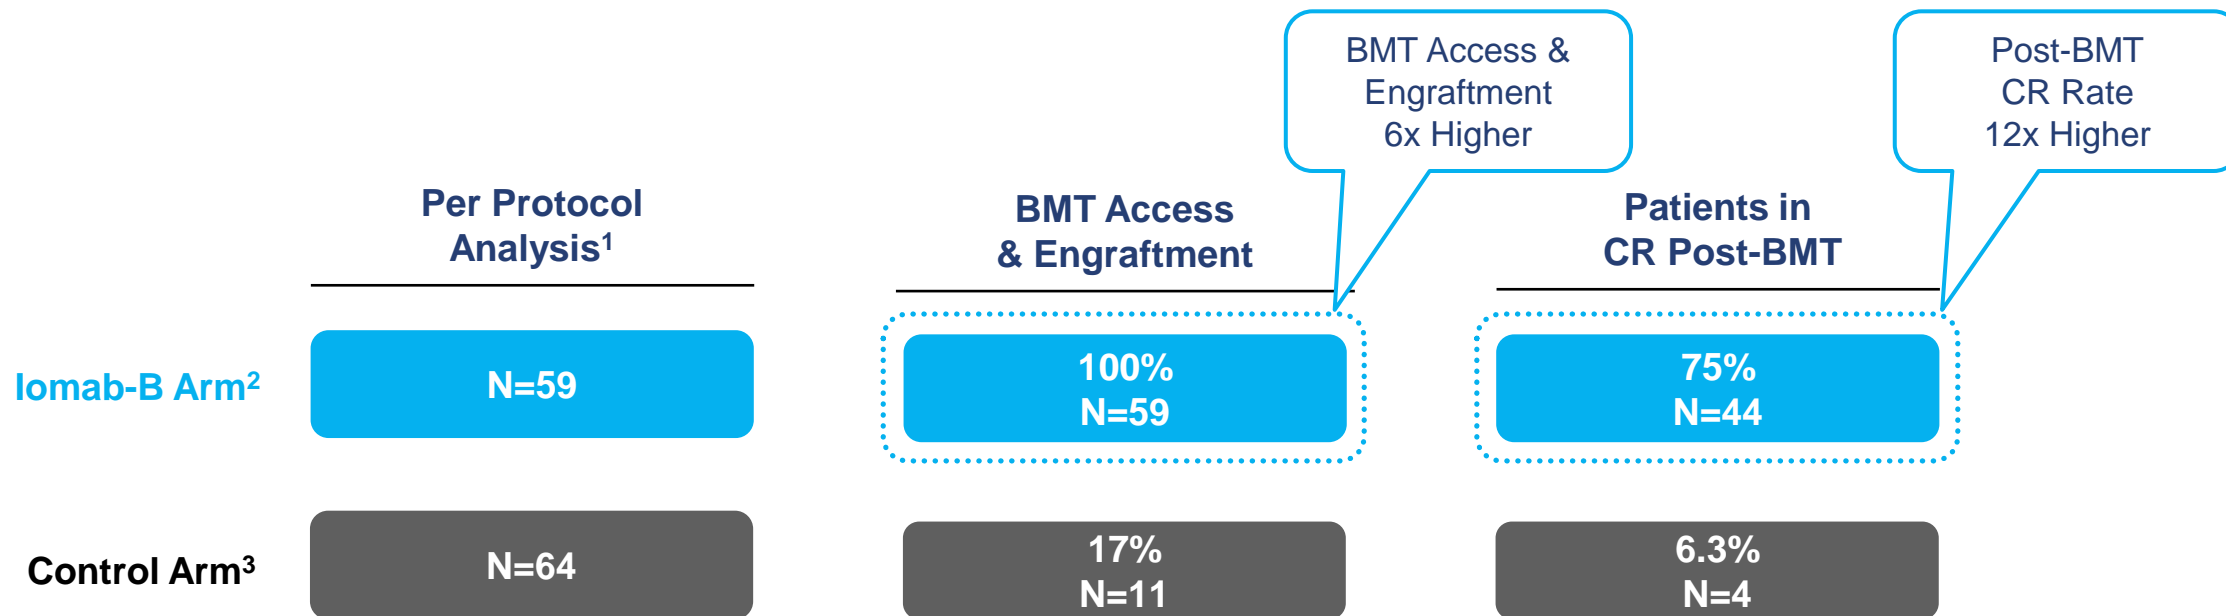 BMT Access &
Engraftment
6x Higher
Post-BMT
CR Rate
12x Higher
Per Protocol
Analysis¹
BMT Access
& Engraftment
Patients in
CR Post-BMT
Iomab-B Arm²
N=59
100%
N=59
75%
N=44
Control Arm³
N=64
17%
N=11
6.3%
N=4